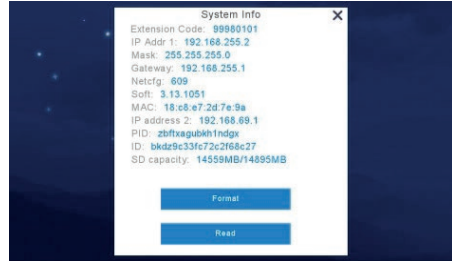 System Info
Extension Code: 99980101
IP Addr 1: 192.168.255.2
Mask: 255.255.255.0
Gateway: 192.168.255.1
Netcfg: 609
Soft: 3.13.1051
MAC: 18:c8:e7:2d:7e:9a
IP address 2: 192.168.69.1
PID: zbftxagubkh1ndgx
ID: bkdz9c33fc72c2f68c27
SD capacity: 14559MB/14895MB
Format
Read